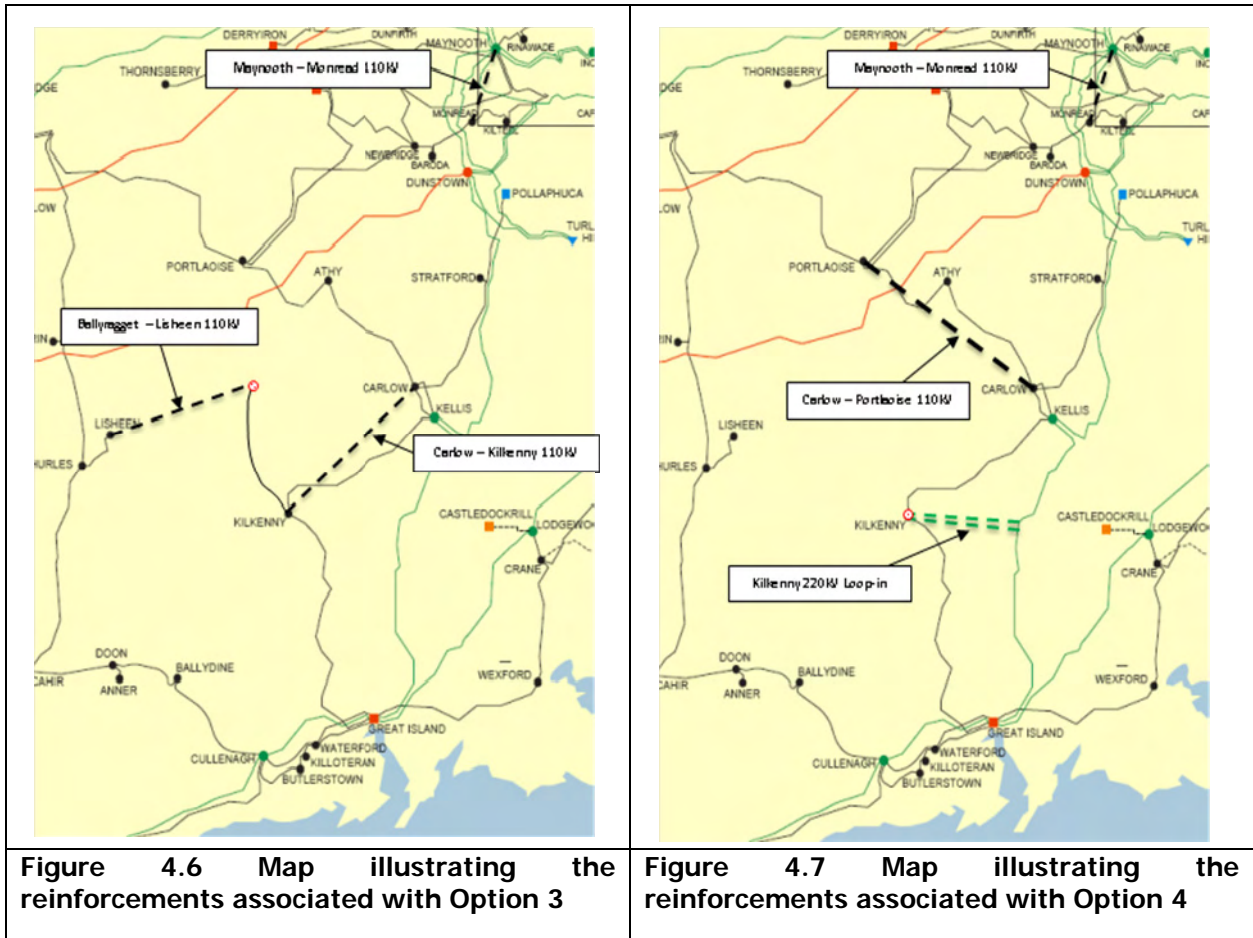 DERRYIRON
DUNFIRTH
MAYNOOTH
RINAWADE
Maynooth – Monread 110kV
THORNSBERRY
MONREAD
KILTEEL
NEWBRIDGE
BARODA
DUNSTOWN
POLLAPHUCA
PORTLAOISE
ATHY
STRATFORD
Ballyragget – Lisheen 110kV
CARLOW
KELLIS
LISHEEN
Carlow – Kilkenny 110kV
HURLES
KILKENNY
CASTLEDOCKRILL
CRANE
DOON
BALLYDINE
CAHIR
ANNER
WEXFORD
GREAT ISLAND
CULLENAGH
WATERFORD
KILLOTERAN
BUTLERSTOWN
Figure 4.6 Map illustrating the
reinforcements associated with Option 3
DERRYIRON
DUNFIRTH
MAYNOOTH
RINAWADE
Maynooth – Monread 110kV
THORNSBERRY
MONREAD
KILTEEL
NEWBRIDGE
BARODA
DUNSTOWN
POLLAPHUCA
PORTLAOISE
ATHY
STRATFORD
CARLOW
Carlow – Portlaoise 110kV
KELLIS
LISHEEN
HURLES
KILKENNY
CASTLEDOCKRILL
CRANE
Kilkenny 220kV Loop-in
DOON
BALLYDINE
CAHIR
ANNER
WEXFORD
GREAT ISLAND
CULLENAGH
WATERFORD
KILLOTERAN
BUTLERSTOWN
Figure 4.7 Map illustrating the
reinforcements associated with Option 4